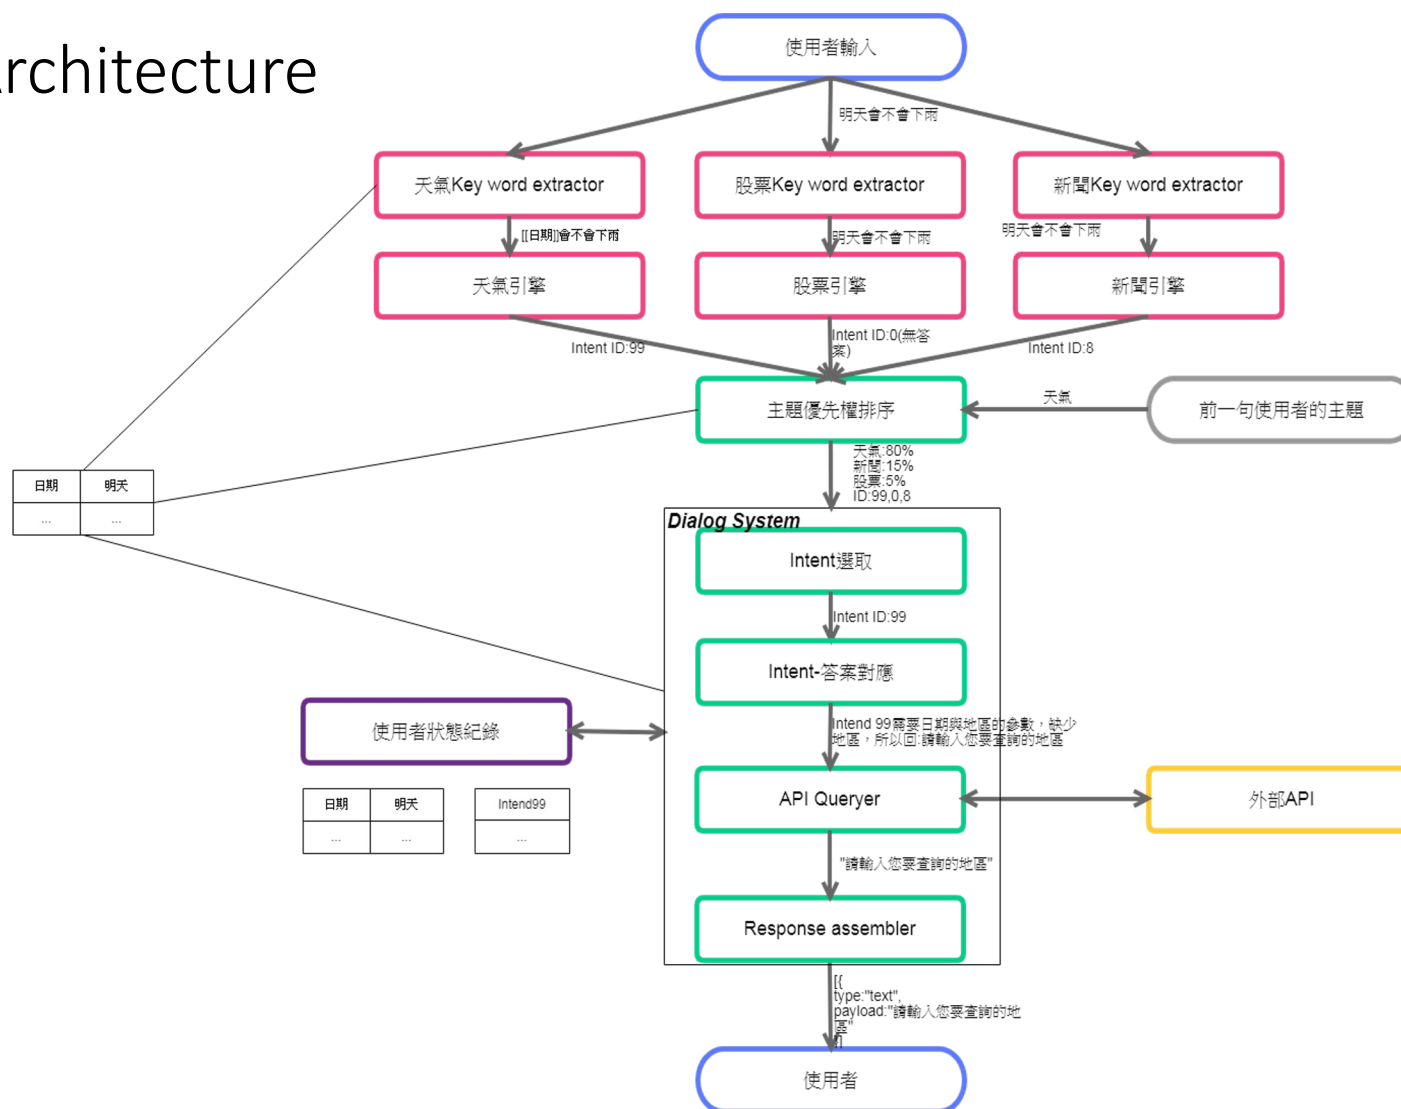 rchitecture
使用者輸入
明天會不會下雨
天氣Key word extractor
股票Key word extractor
新聞Key word extractor
[[日期]]會不會下雨
明天會不會下雨
明天會不會下雨
天氣引擎
股票引擎
新聞引擎
Intent ID:99
Intent ID:0(無答
案)
Intent ID:8
主題優先權排序
天氣
前一句使用者的主題
天氣:80%
新聞:15%
股票:5%
ID:99,0,8
日期
明天
...
...
Dialog System
Intent選取
Intent ID:99
Intent-答案對應
使用者狀態紀錄
Intend 99需要日期與地區的參數，缺少
地區，所以回:請輸入您要查詢的地區
日期
明天
...
...
Intend99
...
API Queryer
外部API
"請輸入您要查詢的地區"
Response assembler
[{
type:"text",
payload:"請輸入您要查詢的地
區"
}]
使用者